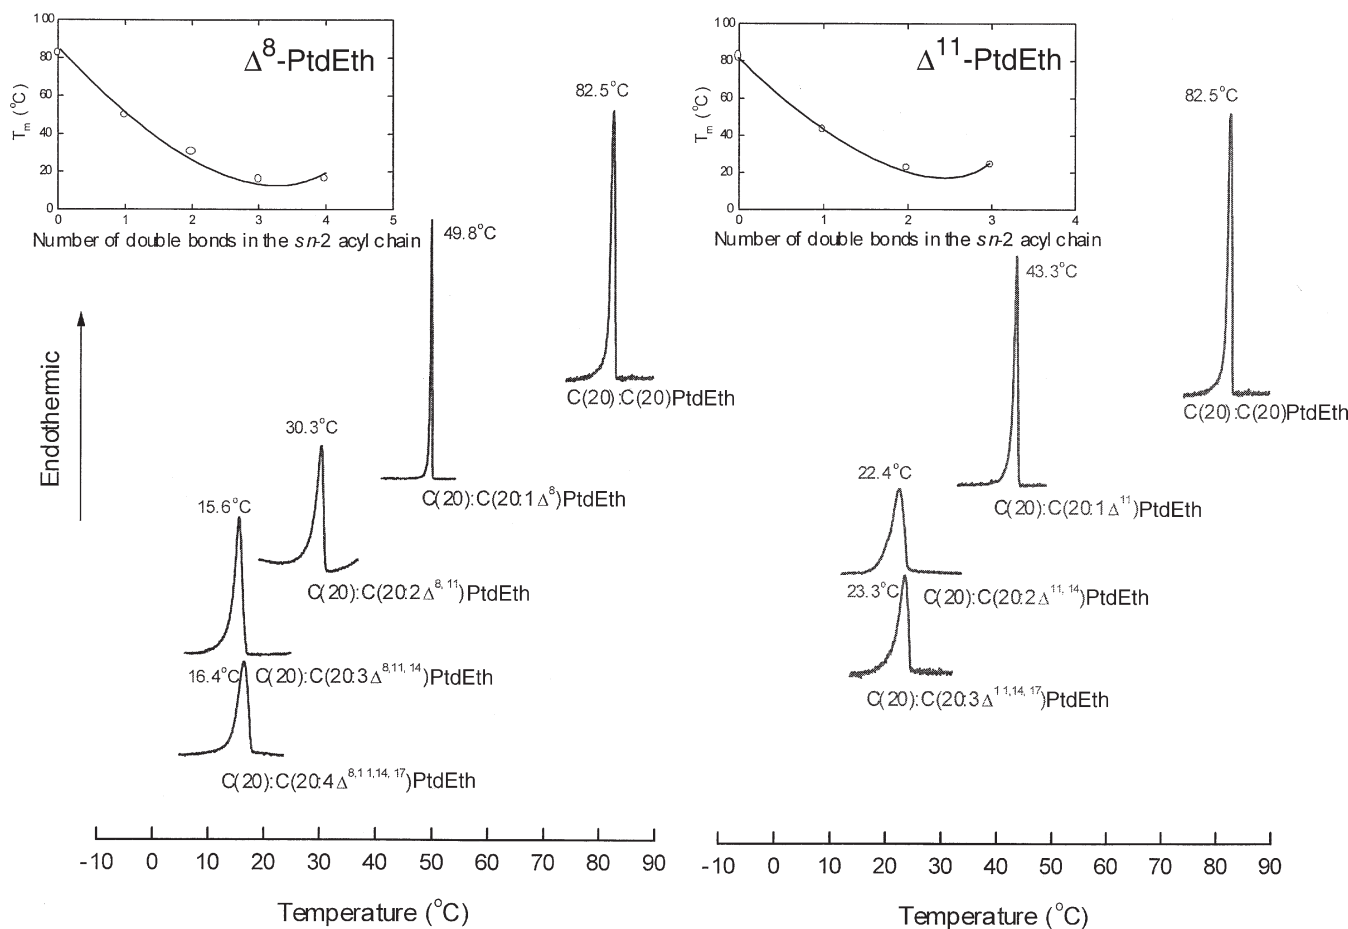 100
80
60
40
20
0
T_m (°C)
Δ⁸-PtdEth
0 1 2 3 4 5
Number of double bonds in the sn-2 acyl chain
82.5°C
C(20):C(20)PtdEth
49.8°C
C(20):C(20:1Δ⁸)PtdEth
30.3°C
C(20):C(20:2Δ⁸,¹¹)PtdEth
15.6°C
C(20):C(20:3Δ⁸,¹¹,¹⁴)PtdEth
16.4°C
C(20):C(20:4Δ⁸,¹¹,¹⁴,¹⁷)PtdEth
Endothermic
-10 0 10 20 30 40 50 60 70 80 90
Temperature (°C)
100
80
60
40
20
0
T_m (°C)
Δ¹¹-PtdEth
0 1 2 3 4
Number of double bonds in the sn-2 acyl chain
82.5°C
C(20):C(20)PtdEth
43.3°C
C(20):C(20:1Δ¹¹)PtdEth
22.4°C
C(20):C(20:2Δ¹¹,¹⁴)PtdEth
23.3°C
C(20):C(20:3Δ¹¹,¹⁴,¹⁷)PtdEth
-10 0 10 20 30 40 50 60 70 80 90
Temperature (°C)